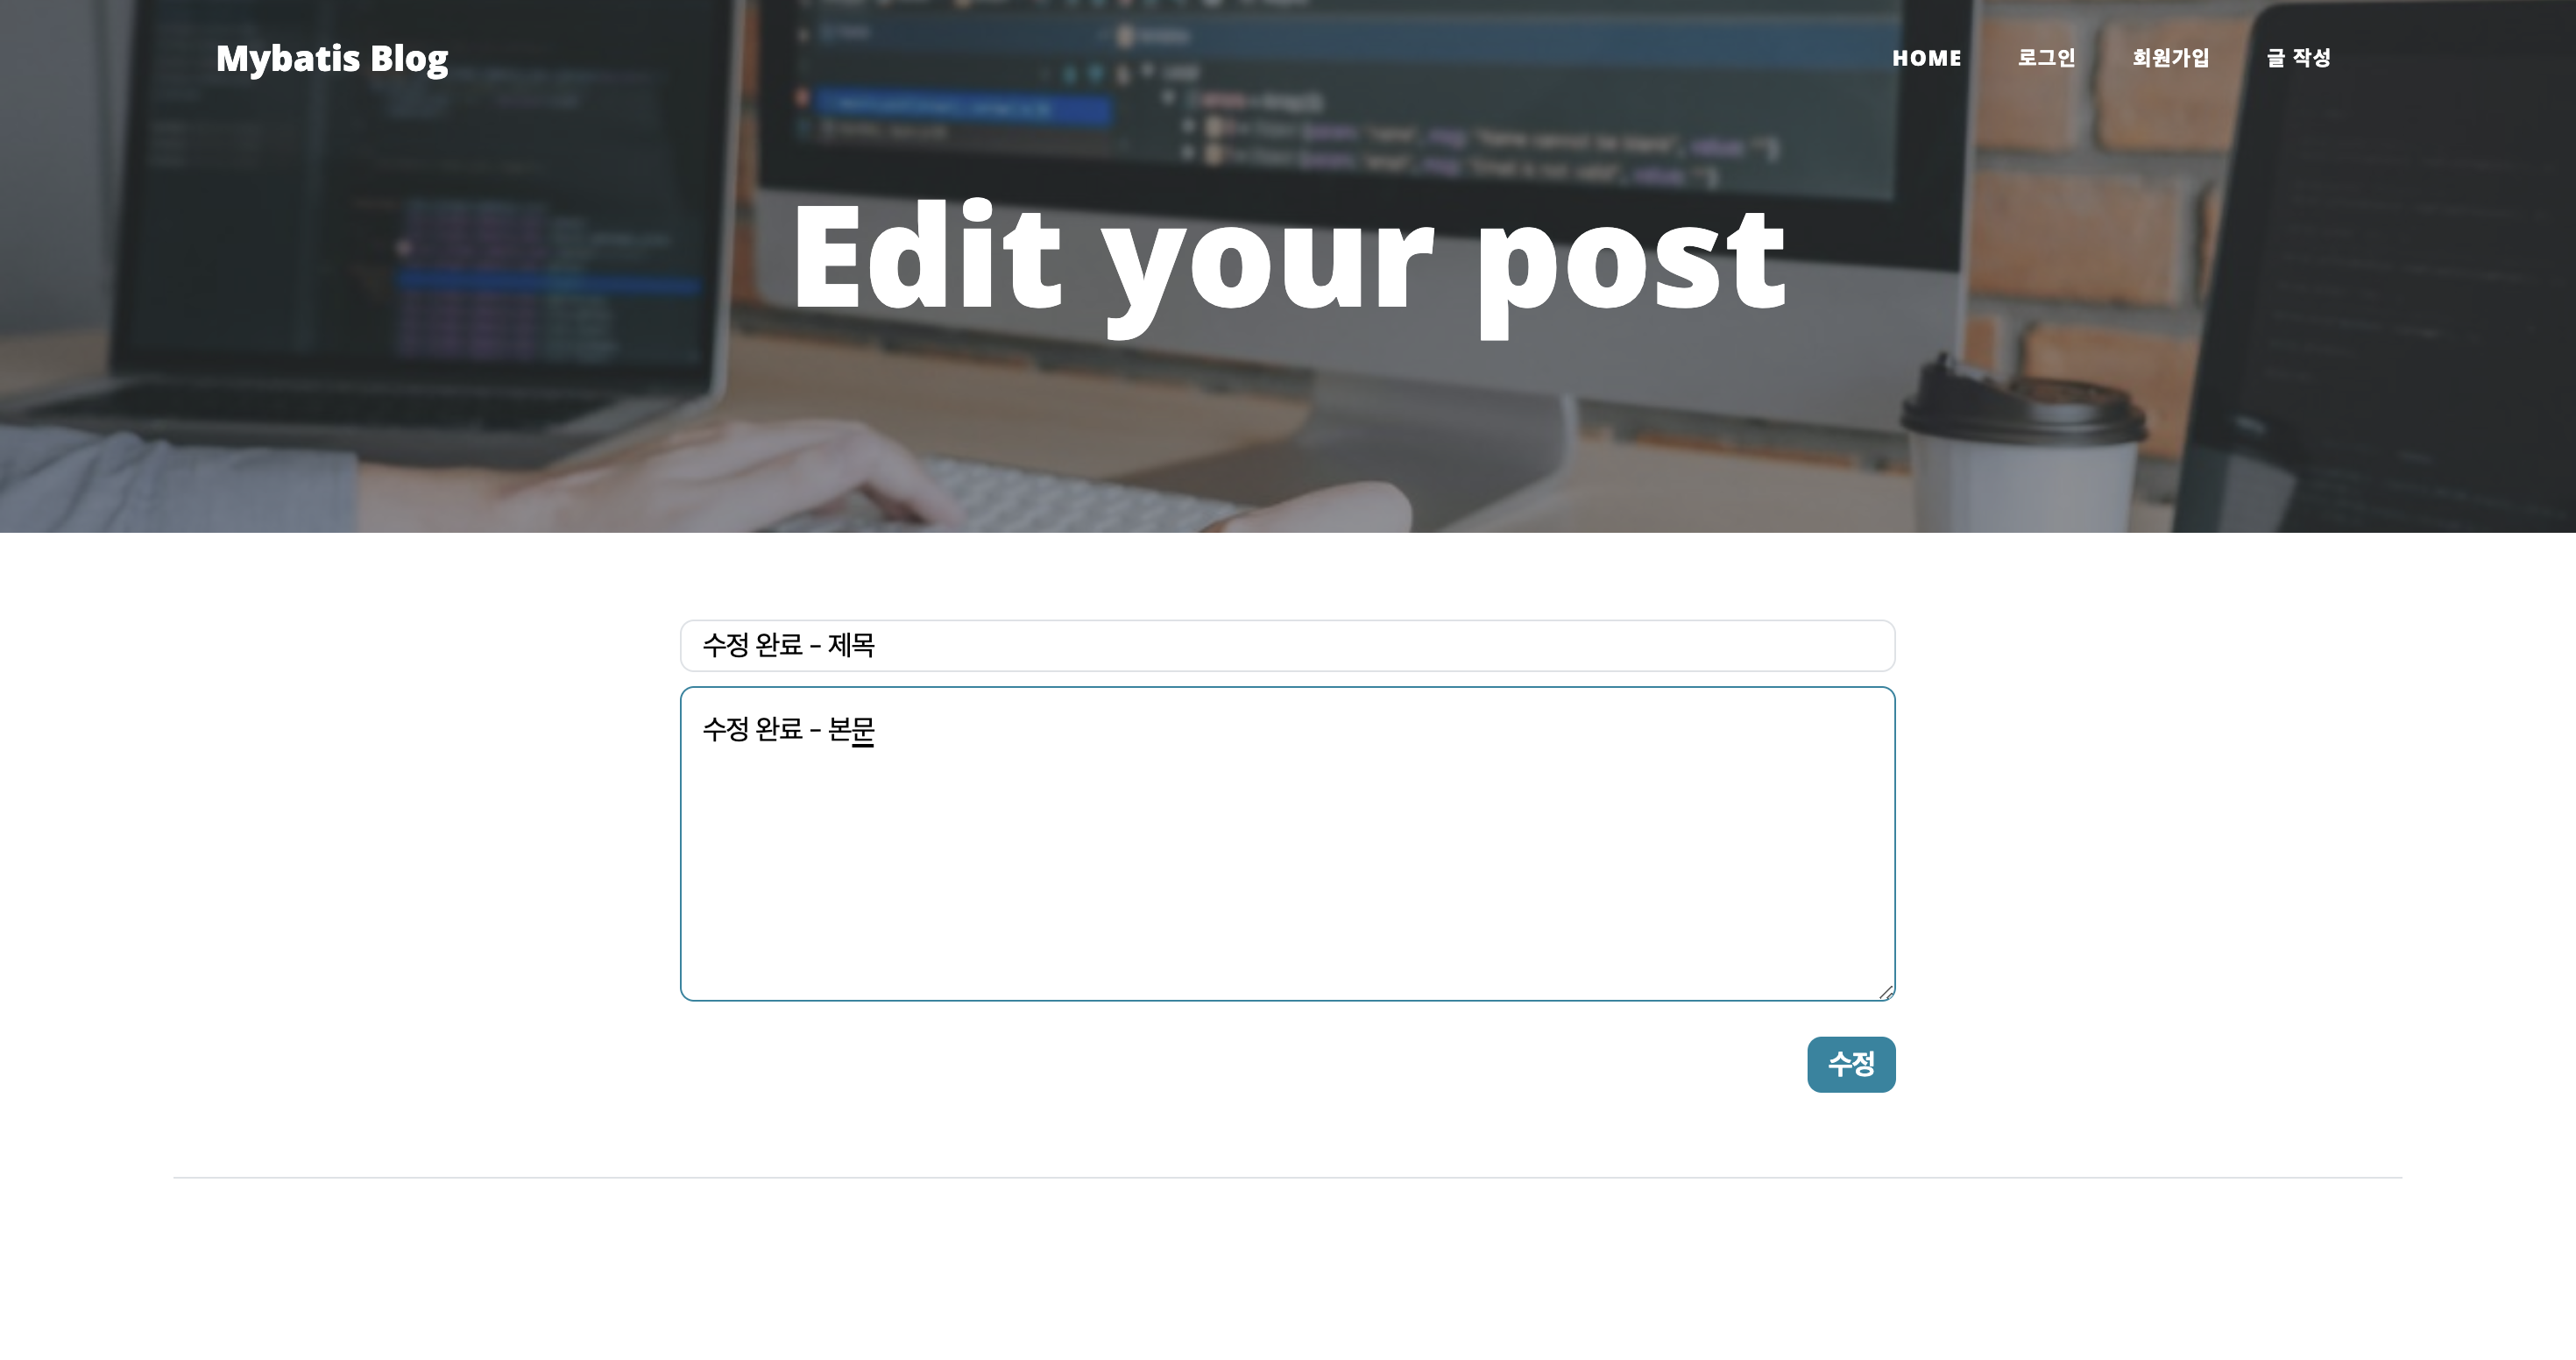 Mybatis Blog
HOME 로그인 회원가입 글 작성
Edit your post
수정 완료 - 제목
수정 완료 - 본문
수정